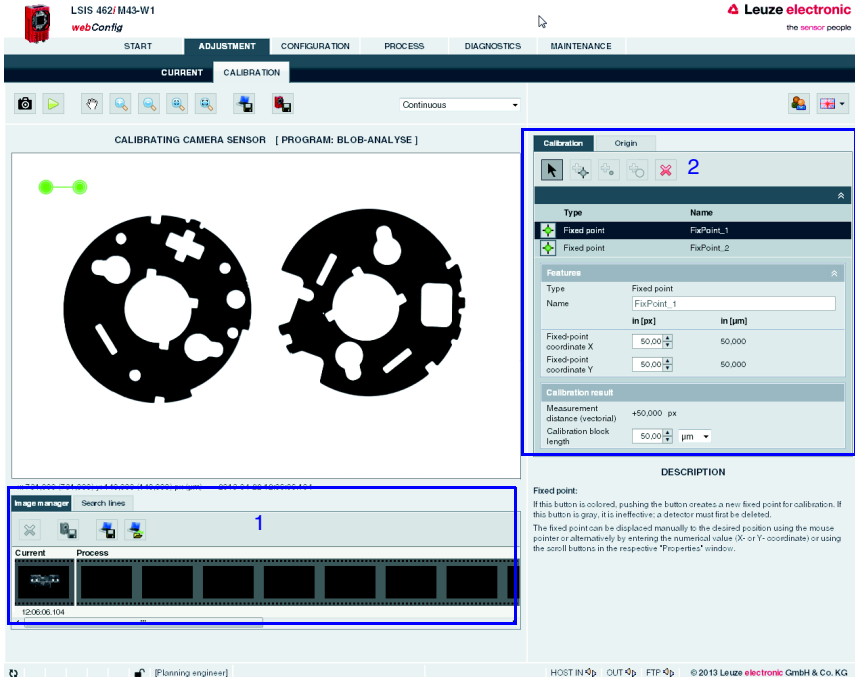 LSIS 462i M43-W1
webConfig
Leuze electronic
the sensor people
START ADJUSTMENT CONFIGURATION PROCESS DIAGNOSTICS MAINTENANCE
CURRENT CALIBRATION
Continuous
CALIBRATING CAMERA SENSOR [ PROGRAM: BLOB-ANALYSE ]
Calibration Origin
2
Type Name
Fixed point FixPoint_1
Fixed point FixPoint_2
Features
Type Fixed point
Name FixPoint_1
in [px] in [µm]
Fixed-point coordinate X 50,00 50,000
Fixed-point coordinate Y 50,00 50,000
Calibration result
Measurement distance (vectorial) +50,000 px
Calibration block length 50,00 µm
DESCRIPTION
Fixed point:
If this button is colored, pushing the button creates a new fixed point for calibration. If
this button is gray, it is ineffective; a detector must first be deleted.
The fixed point can be displaced manually to the desired position using the mouse
pointer or alternatively by entering the numerical value (X- or Y- coordinate) or using
the scroll buttons in the respective "Properties" window.
Image manager Search lines
1
Current Process
12:06:06.104
[Planning engineer]
HOST IN OUT FTP © 2013 Leuze electronic GmbH & Co. KG